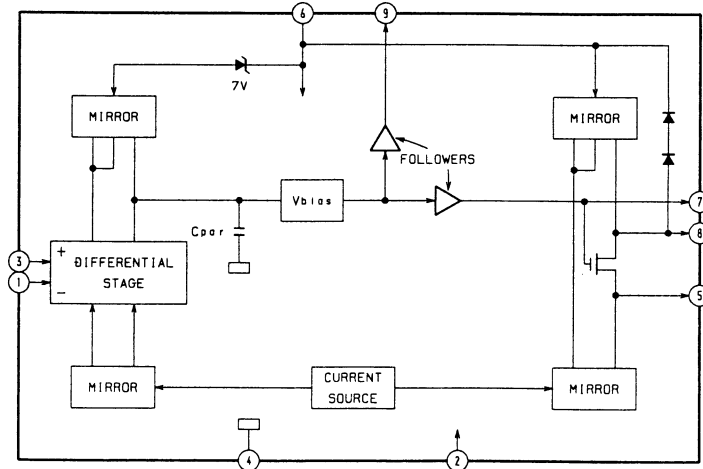 6
9
7V
MIRROR
MIRROR
FOLLOWERS
Vbias
7
Cpar
8
3
+
DIFFERENTIAL
STAGE
1
−
5
MIRROR
CURRENT
SOURCE
MIRROR
4
2